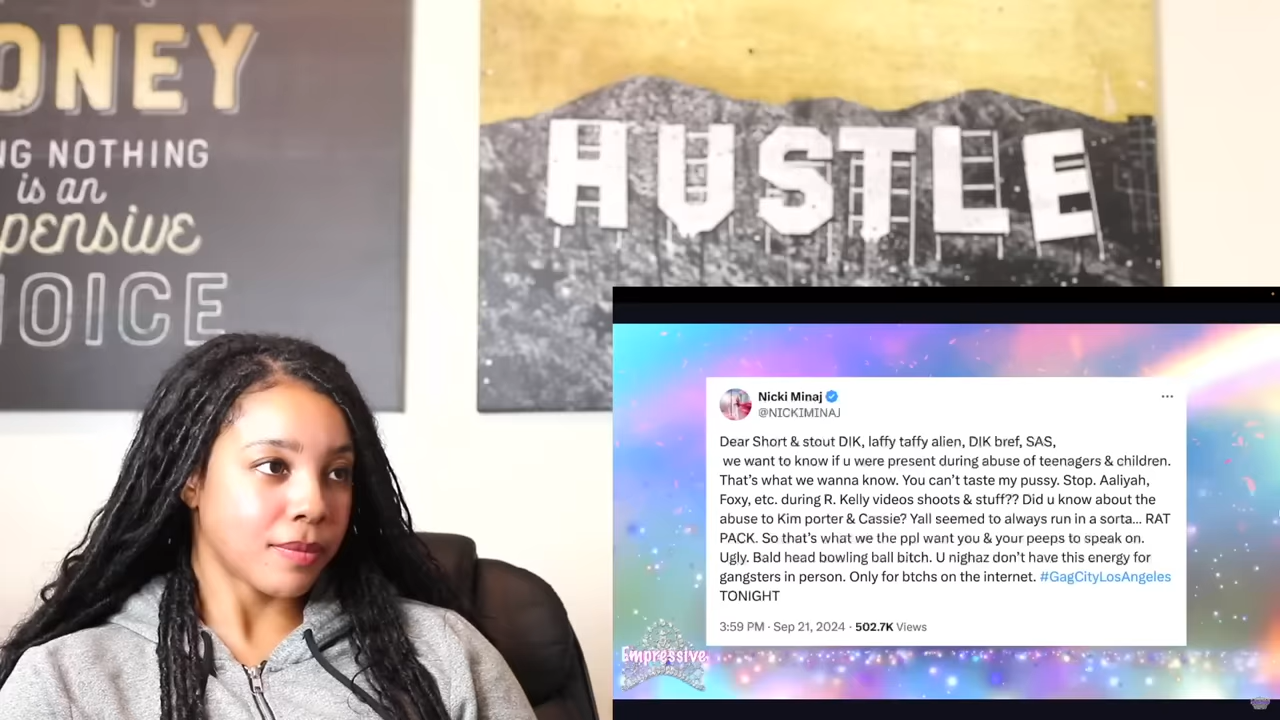 ONEY
NG NOTHING
is an
pensive
HOICE
HUSTLE
Nicki Minaj
@NICKIMINAJ
Dear Short & stout DIK, laffy taffy alien, DIK bref, SAS,
we want to know if u were present during abuse of teenagers & children.
That's what we wanna know. You can't taste my pussy. Stop. Aaliyah,
Foxy, etc. during R. Kelly videos shoots & stuff?? Did u know about the
abuse to Kim porter & Cassie? Yall seemed to always run in a sorta... RAT
PACK. So that's what we the ppl want you & your peeps to speak on.
Ugly. Bald head bowling ball bitch. U nighaz don't have this energy for
gangsters in person. Only for btchs on the internet. #GagCityLosAngeles
TONIGHT
3:59 PM · Sep 21, 2024 · 502.7K Views
Empressive